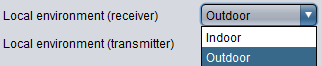 Local environment (receiver) Outdoor
Indoor
Local environment (transmitter) Outdoor